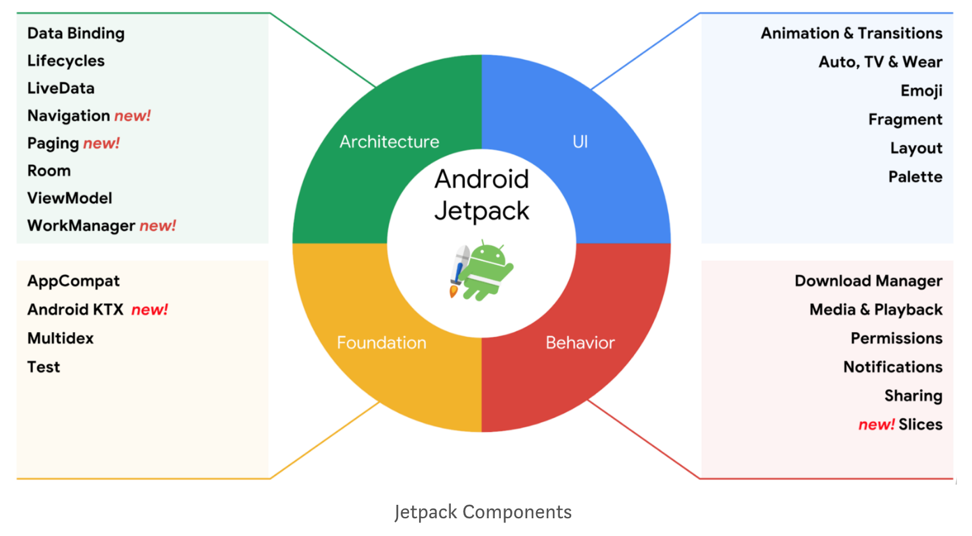 Data Binding
Lifecycles
LiveData
Navigation new!
Paging new!
Room
ViewModel
WorkManager new!
Animation & Transitions
Auto, TV & Wear
Emoji
Fragment
Layout
Palette
Architecture
UI
Android
Jetpack
Foundation
Behavior
AppCompat
Android KTX new!
Multidex
Test
Download Manager
Media & Playback
Permissions
Notifications
Sharing
new! Slices
Jetpack Components